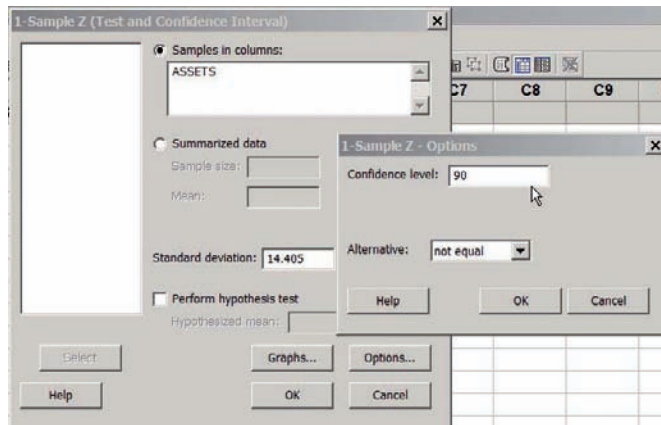 1-Sample Z (Test and Confidence Interval)
Samples in columns:
ASSETS
Summarized data
Sample size:
Mean:
Standard deviation: 14.405
Perform hypothesis test
Hypothesized mean:
Select
Graphs...
Options...
Help
OK
Cancel
C7 C8 C9
1-Sample Z - Options
Confidence level: 90
Alternative: not equal
Help
OK
Cancel